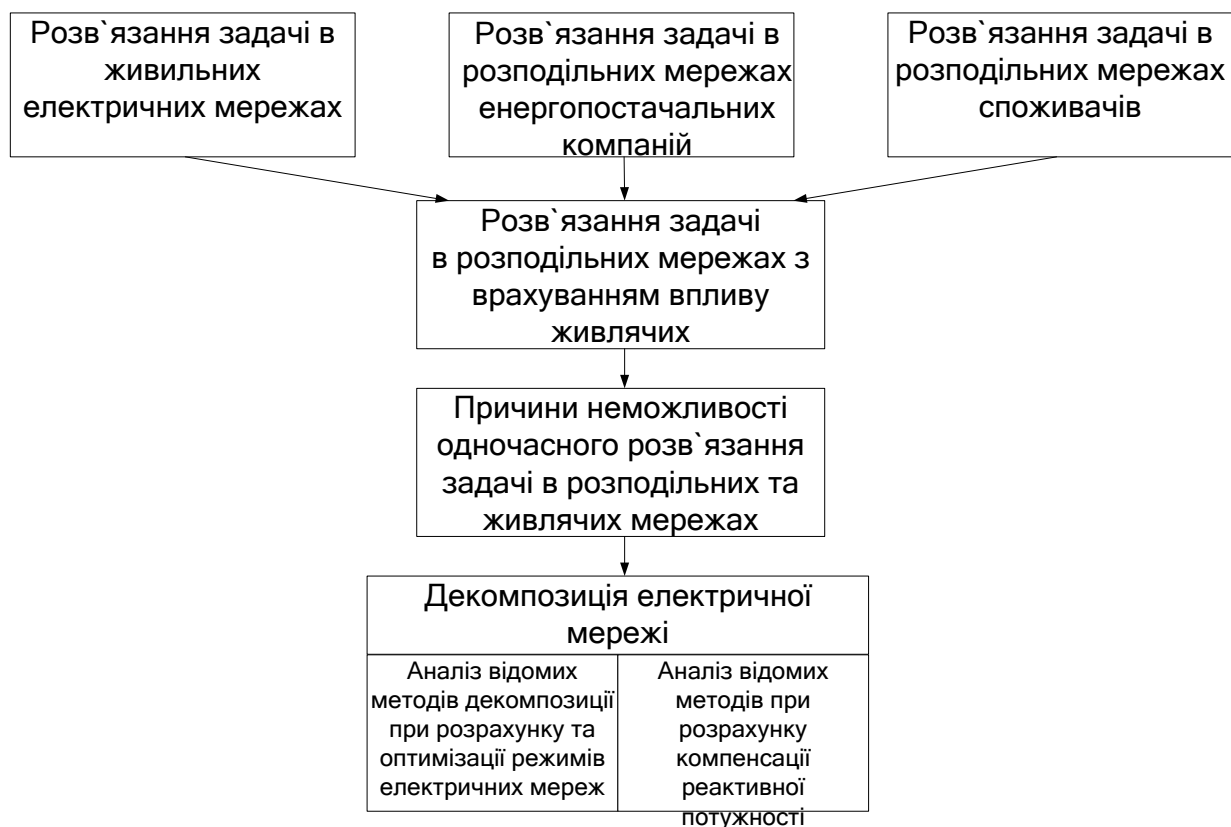 Розв`язання задачі в
живильних
електричних мережах
Розв`язання задачі в
розподільних мережах
енергопостачальних
компаній
Розв`язання задачі в
розподільних мережах
споживачів
Розв`язання задачі
в розподільних мережах з
врахуванням впливу
живлячих
Причини неможливості
одночасного розв`язання
задачі в розподільних та
живлячих мережах
Декомпозиція електричної
мережі
Аналіз відомих
методів декомпозиції
при розрахунку та
оптимізації режимів
електричних мереж
Аналіз відомих
методів при
розрахунку
компенсації
реактивної
потужності